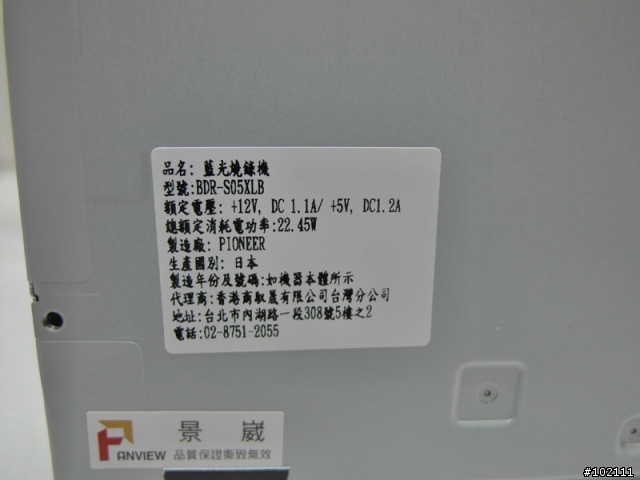 品名: 藍光燒錄機
型號:BDR-S05XLB
額定電壓: +12V, DC 1.1A/ +5V, DC1.2A
總額定消耗電功率:22.45W
製造廠: PIONEER
生產國別: 日本
製造年份及號碼:如機器本體所示
代理商:香港商馭晟有限公司台灣分公司
地址:台北市內湖路一段308號5樓之2
電話:02-8751-2055
FANVIEW 景崴
品質保證撕毀無效
#102111